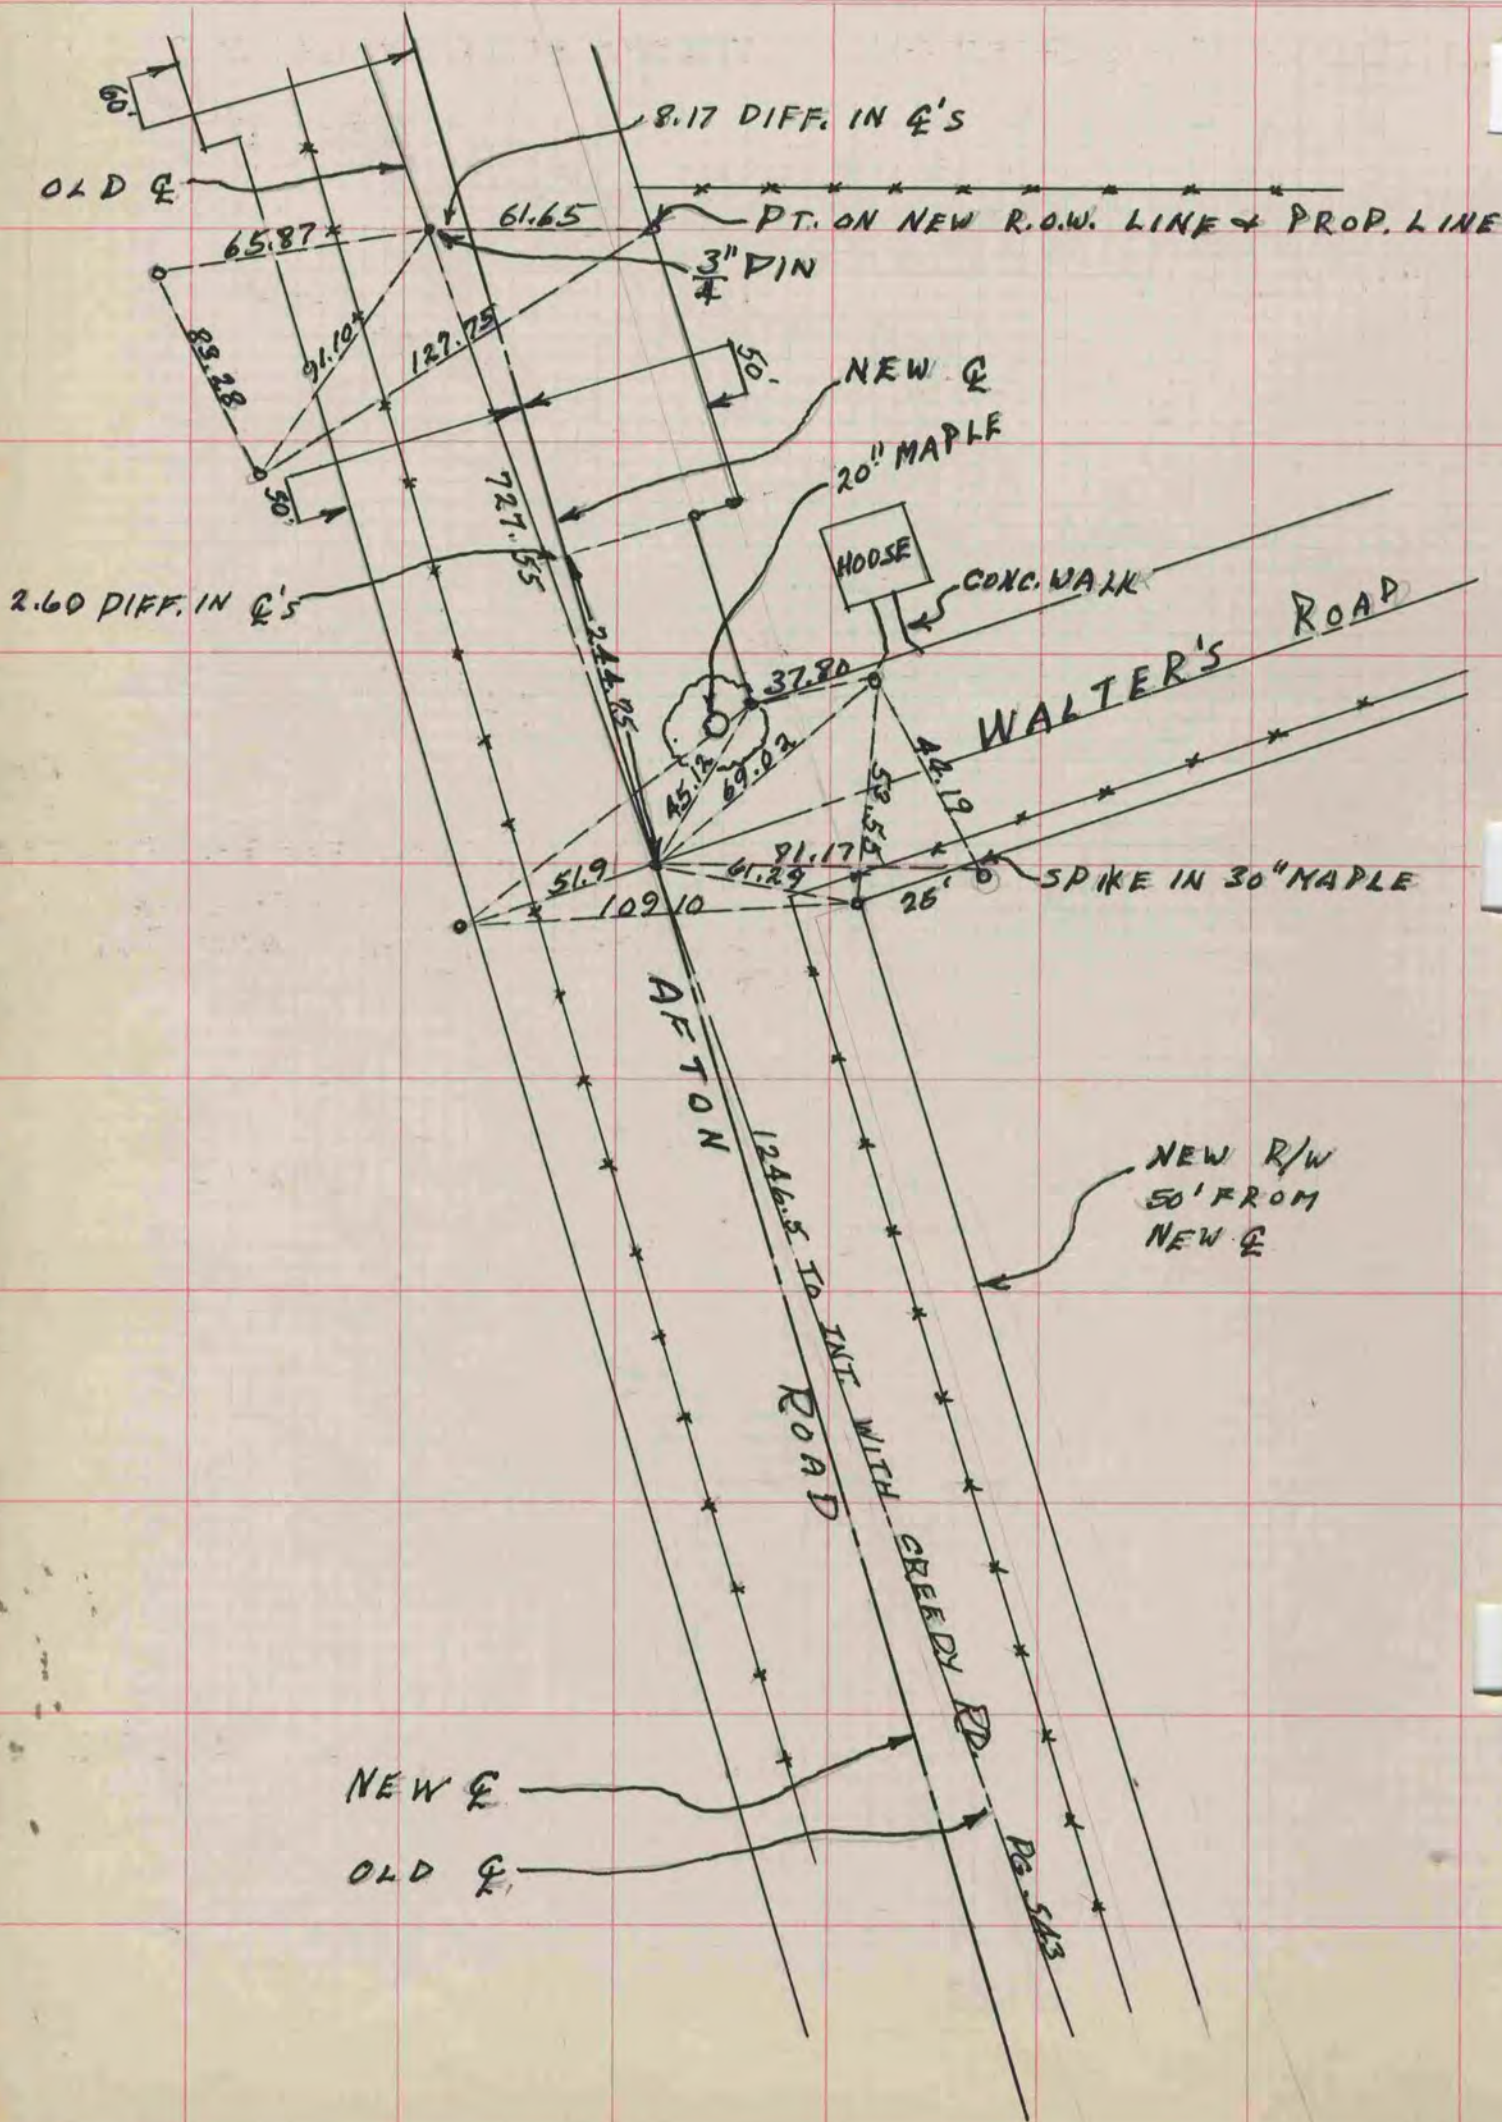 60'
8.17 DIFF. IN ℄'S
OLD ℄
65.87
61.65
PT. ON NEW R.O.W. LINE & PROP. LINE
3/4" PIN
83.28
91.10
127.75
50'
NEW ℄
20" MAPLE
50'
727.55
HOUSE
CONC. WALK
2.60 DIFF. IN ℄'S
244.75
37.80
WALTER'S ROAD
45.12
69.02
44.19
51.9
81.17
61.29
109.10
25'
SPIKE IN 30" MAPLE
AFTON ROAD
1246.5 TO INT. WITH CREEDY RD. PG. 543
NEW R/W
50' FROM
NEW ℄
NEW ℄
OLD ℄